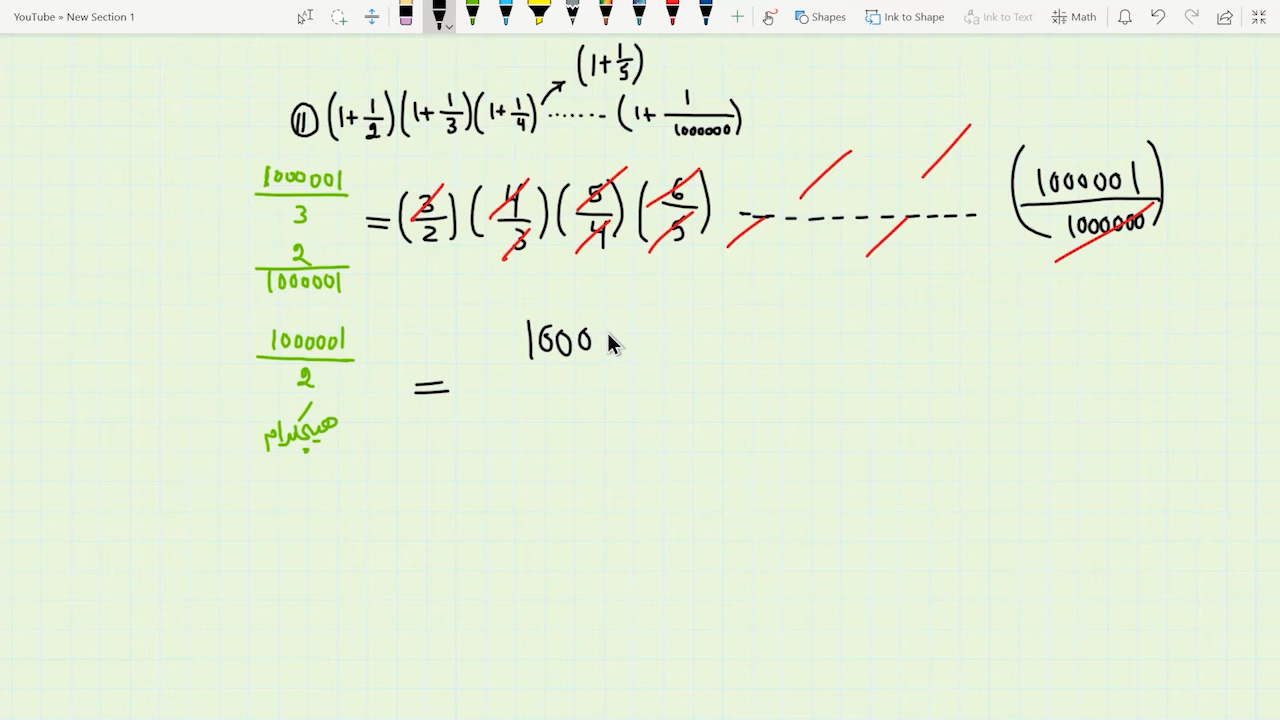 YouTube » New Section 1
Shapes Ink to Shape Ink to Text Math
(1+1/5)
11 (1+1/2)(1+1/3)(1+1/4) ....... (1+1/1000000)
= (3/2)(4/3)(5/4)(6/5) ------------ (1000001/1000000)
1000001/3
2/1000001
1000001/2
هیچکدام
= 1000